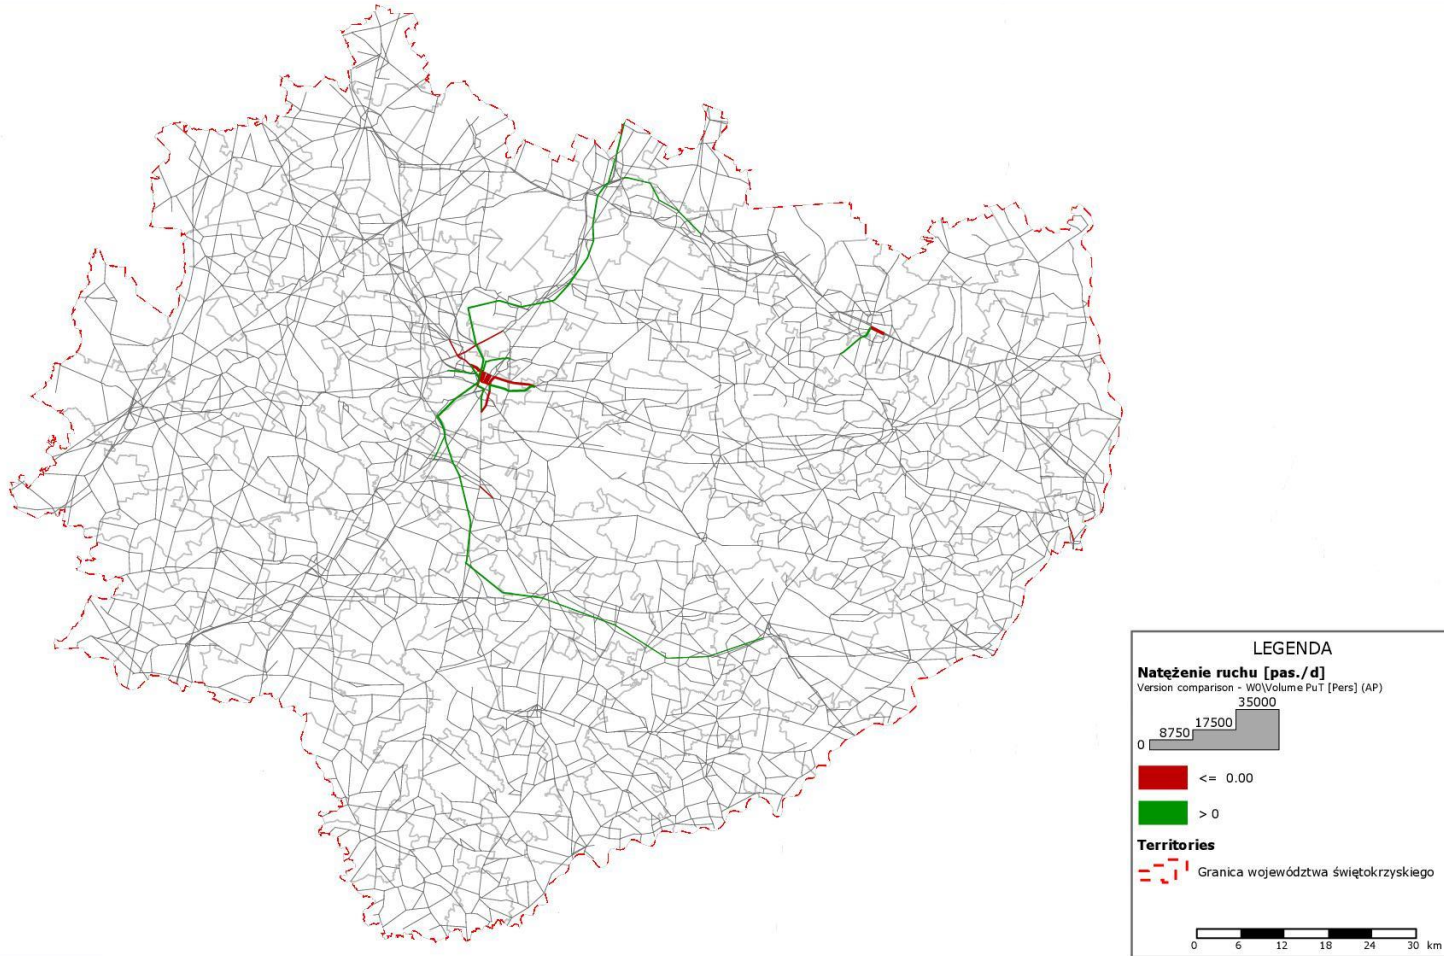 LEGENDA
Natężenie ruchu [pas./d]
Version comparison - W0\Volume PuT [Pers] (AP)
35000
17500
8750
0
<= 0.00
> 0
Territories
Granica województwa świętokrzyskiego
0 6 12 18 24 30 km